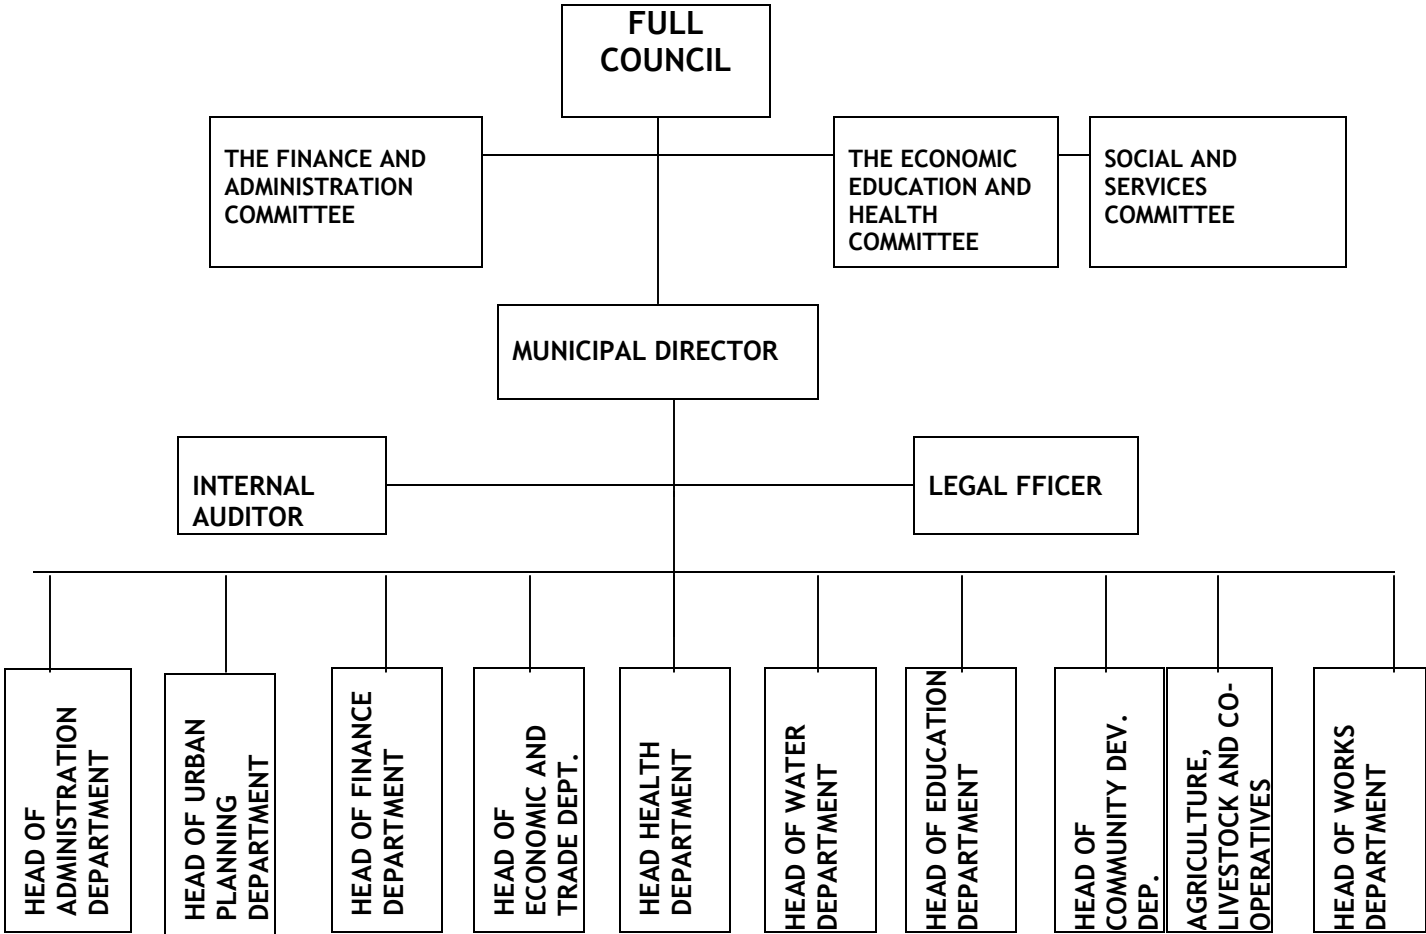 FULL
COUNCIL
THE FINANCE AND
ADMINISTRATION
COMMITTEE
THE ECONOMIC
EDUCATION AND
HEALTH
COMMITTEE
SOCIAL AND
SERVICES
COMMITTEE
MUNICIPAL DIRECTOR
INTERNAL
AUDITOR
LEGAL FFICER
HEAD OF
ADMINISTRATION
DEPARTMENT
HEAD OF URBAN
PLANNING
DEPARTMENT
HEAD OF FINANCE
DEPARTMENT
HEAD OF
ECONOMIC AND
TRADE DEPT.
HEAD HEALTH
DEPARTMENT
HEAD OF WATER
DEPARTMENT
HEAD OF EDUCATION
DEPARTMENT
HEAD OF
COMMUNITY DEV.
DEP.
AGRICULTURE,
LIVESTOCK AND CO-
OPERATIVES
HEAD OF WORKS
DEPARTMENT